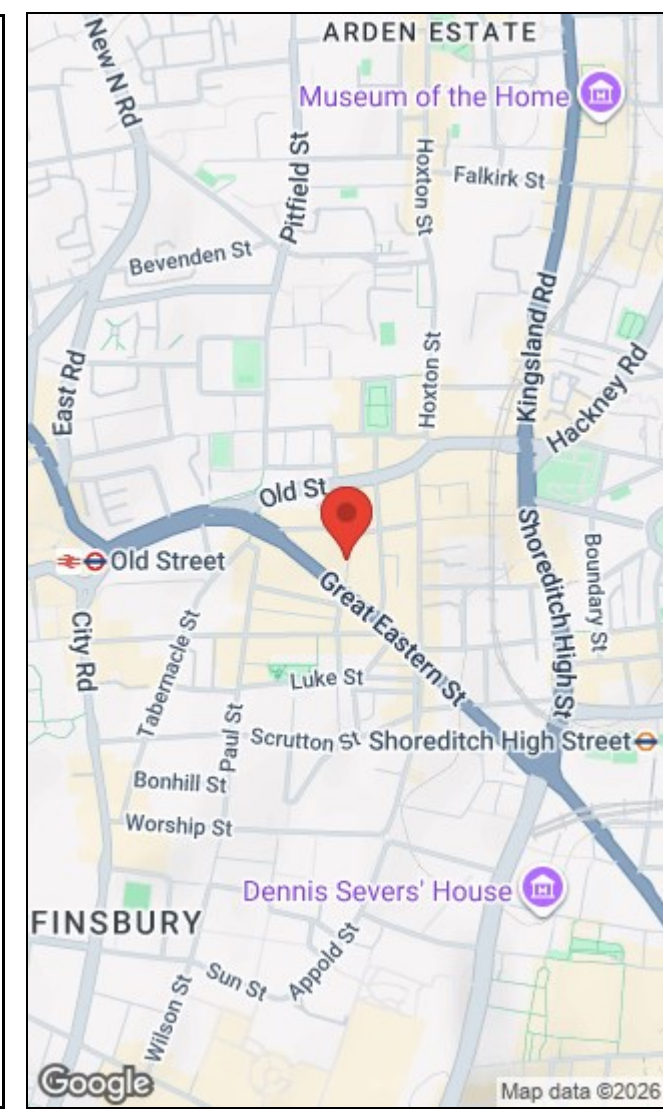 ARDEN ESTATE
New N Rd
Museum of the Home
Pitfield St
Hoxton St
Falkirk St
Bevenden St
Kingsland Rd
East Rd
Hoxton St
Hackney Rd
Old St
Old Street
Shoreditch High St
Boundary St
Great Eastern St
City Rd
Tabernacle St
Luke St
Paul St
Scrutton St
Shoreditch High Street
Bonhill St
Worship St
Dennis Severs' House
FINSBURY
Appold St
Sun St
Wilson St
Google
Map data ©2026